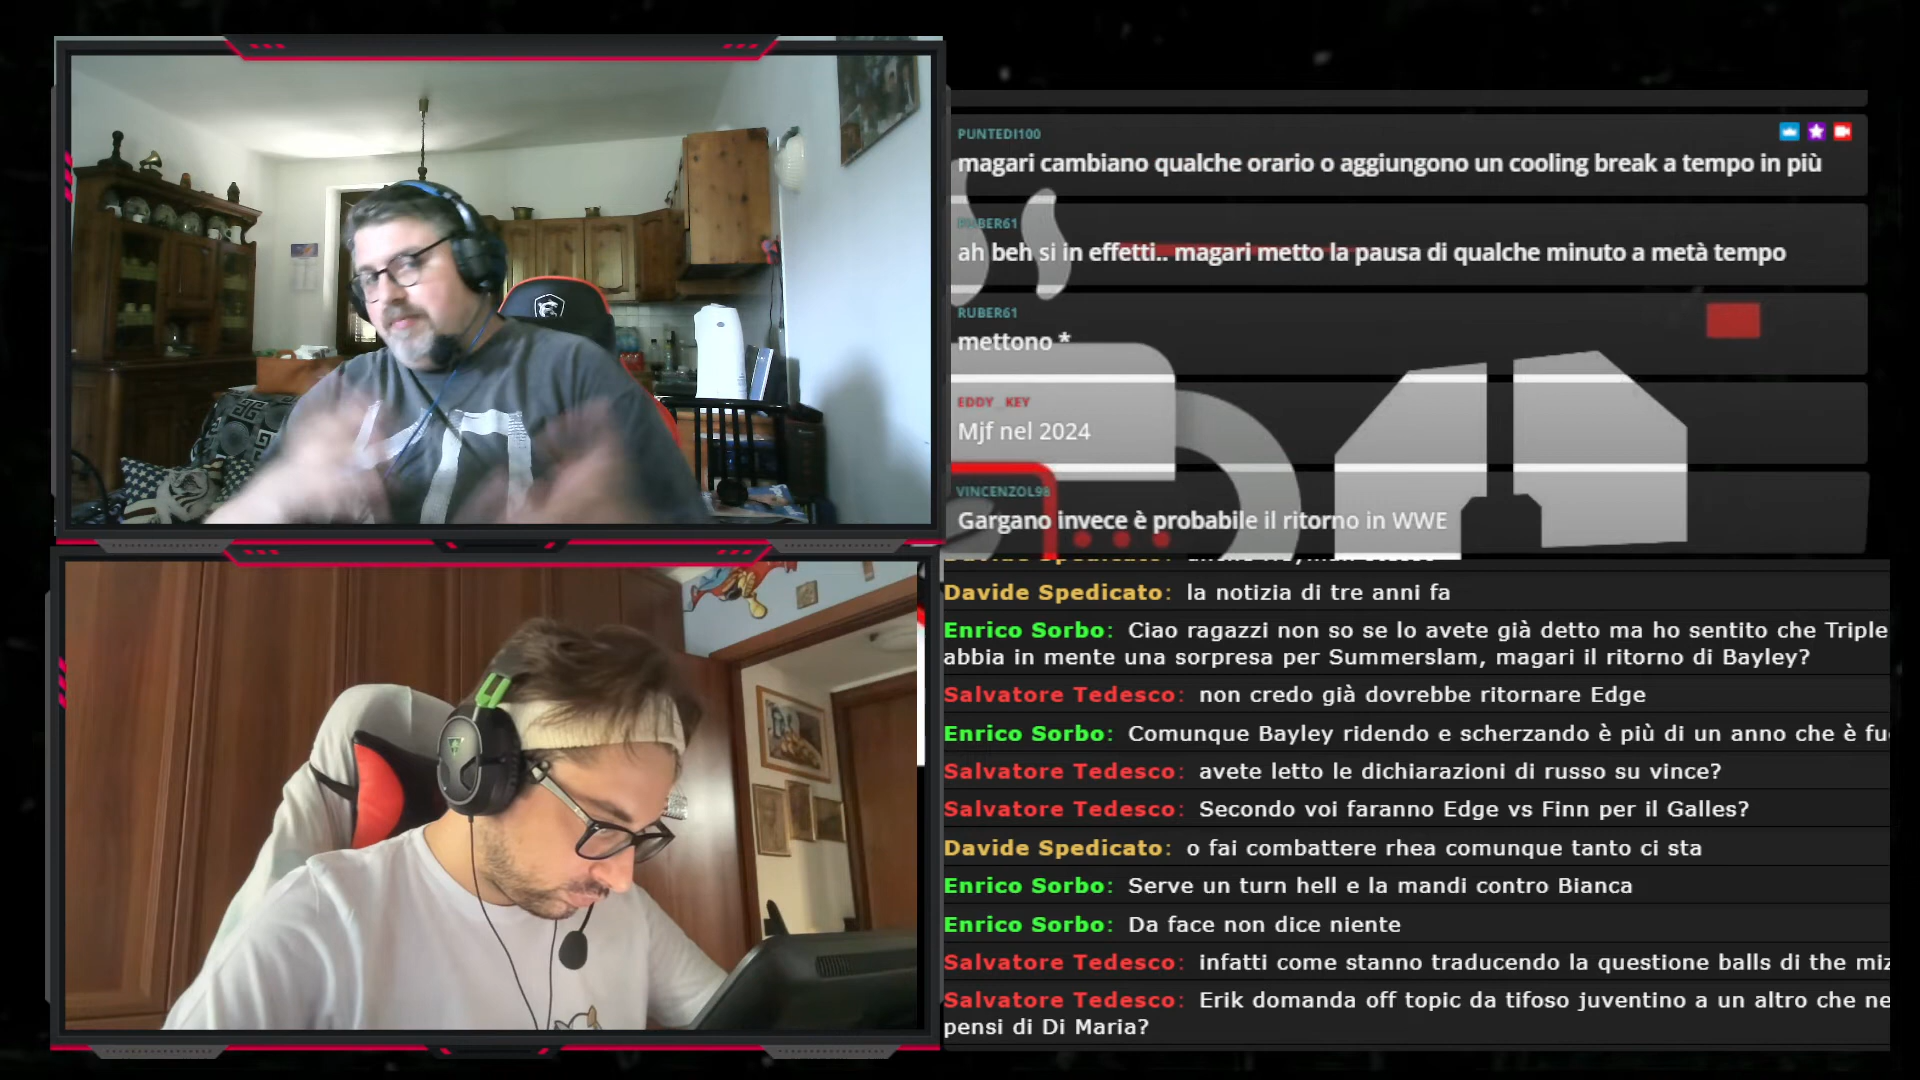 PUNTEDI100
magari cambiano qualche orario o aggiungono un cooling break a tempo in più
RUBER61
ah beh si in effetti.. magari metto la pausa di qualche minuto a metà tempo
RUBER61
mettono *
EDDY_KEY
Mjf nel 2024
VINCENZOL98
Gargano invece è probabile il ritorno in WWE
Davide Spedicato: la notizia di tre anni fa
Enrico Sorbo: Ciao ragazzi non so se lo avete già detto ma ho sentito che Triple
abbia in mente una sorpresa per Summerslam, magari il ritorno di Bayley?
Salvatore Tedesco: non credo già dovrebbe ritornare Edge
Enrico Sorbo: Comunque Bayley ridendo e scherzando è più di un anno che è fu
Salvatore Tedesco: avete letto le dichiarazioni di russo su vince?
Salvatore Tedesco: Secondo voi faranno Edge vs Finn per il Galles?
Davide Spedicato: o fai combattere rhea comunque tanto ci sta
Enrico Sorbo: Serve un turn hell e la mandi contro Bianca
Enrico Sorbo: Da face non dice niente
Salvatore Tedesco: infatti come stanno traducendo la questione balls di the miz
Salvatore Tedesco: Erik domanda off topic da tifoso juventino a un altro che ne
pensi di Di Maria?